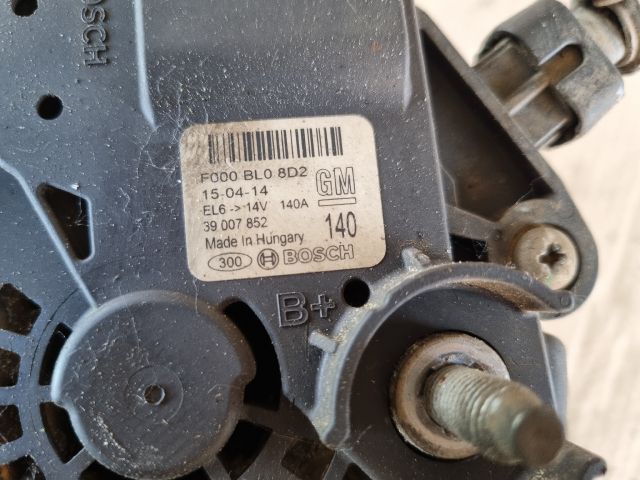 BOSCH
F000 BL0 8D2
15-04-14
GM
EL6 -> 14V 140A
39 007 852
140
Made in Hungary
300 BOSCH
B+